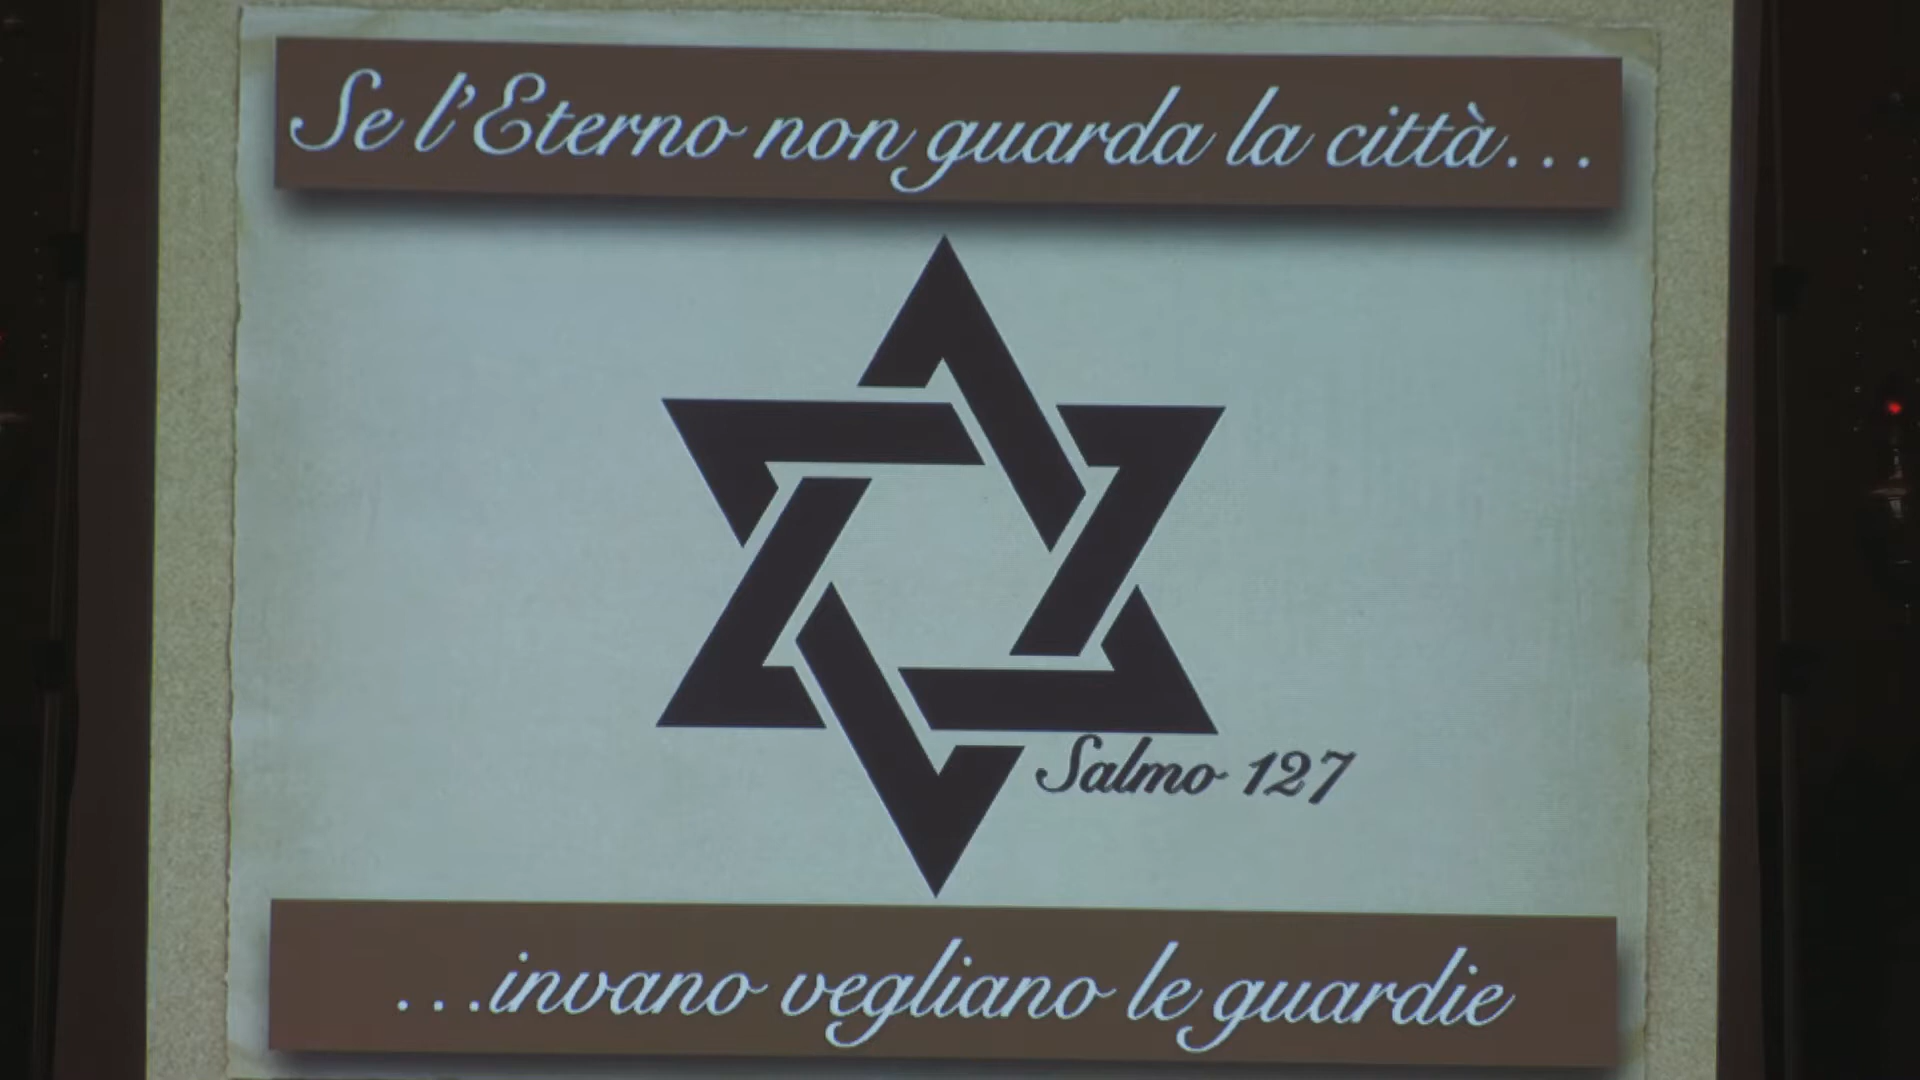 Se l'Eterno non guarda la città...
Salmo 127
...invano vegliano le guardie